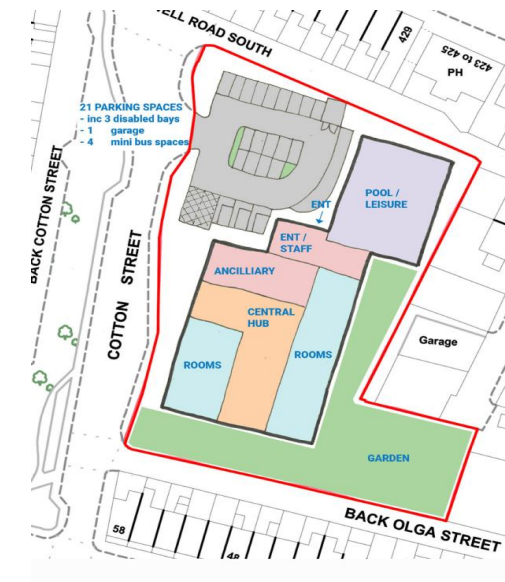 ELL ROAD SOUTH
429
423 to 425
PH
21 PARKING SPACES
- inc 3 disabled bays
- 1 garage
- 4 mini bus spaces
POOL /
LEISURE
ENT
ENT /
STAFF
ANCILLIARY
CENTRAL
HUB
ROOMS
ROOMS
Garage
GARDEN
BACK COTTON STREET
COTTON STREET
BACK OLGA STREET
58
48